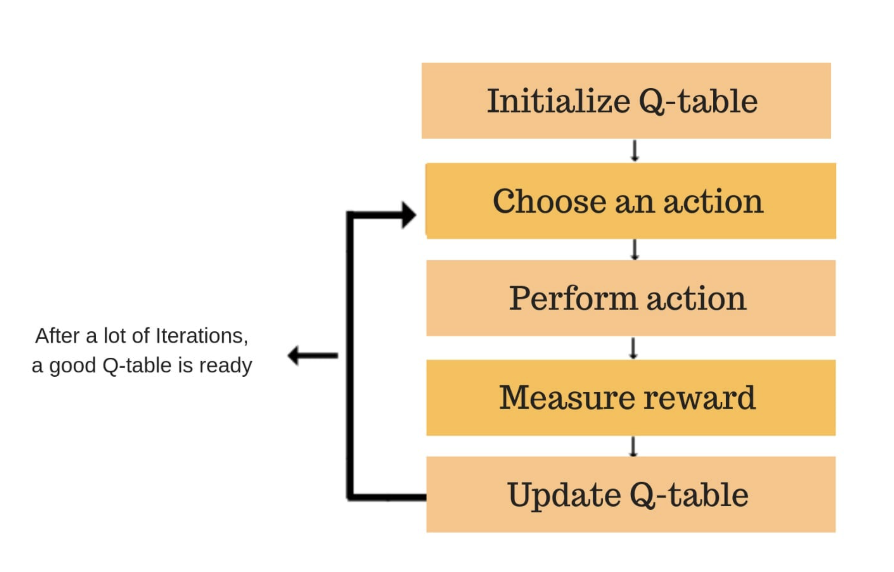 Initialize Q-table
Choose an action
Perform action
After a lot of Iterations,
a good Q-table is ready
Measure reward
Update Q-table